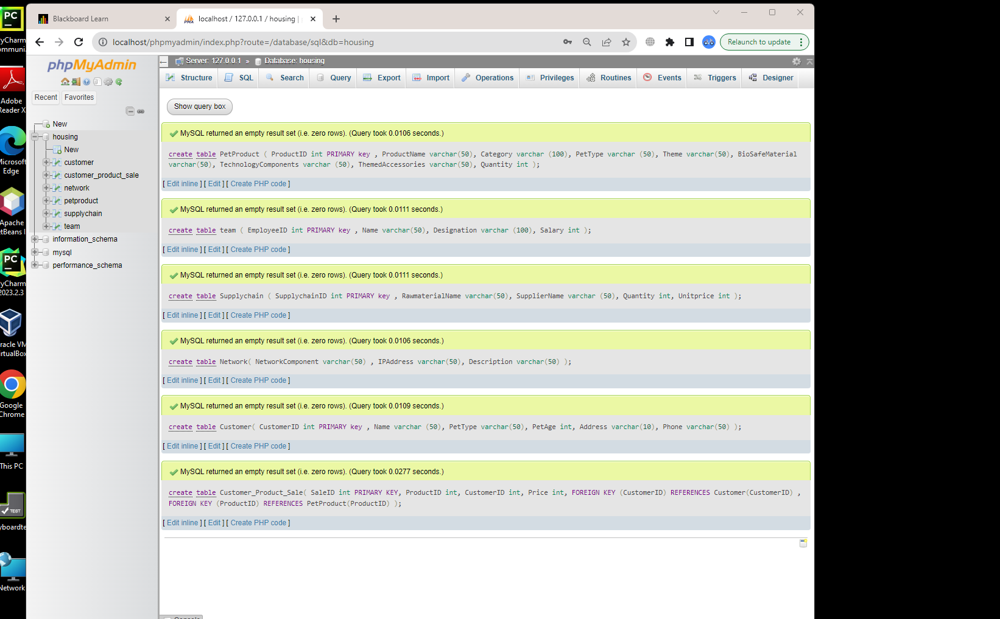 Blackboard Learn
localhost / 127.0.0.1 / housing |
localhost/phpmyadmin/index.php?route=/database/sql&db=housing
Relaunch to update
phpMyAdmin
Recent
Favorites
New
housing
New
customer
customer_product_sale
network
petproduct
supplychain
team
information_schema
mysql
performance_schema
Server: 127.0.0.1 » Database: housing
Structure SQL Search Query Export Import Operations Privileges Routines Events Triggers Designer
Show query box
MySQL returned an empty result set (i.e. zero rows). (Query took 0.0106 seconds.)
create table PetProduct ( ProductID int PRIMARY key , ProductName varchar(50), Category varchar (100), PetType varchar (50), Theme varchar(50), BioSafeMaterial
varchar(50), TechnologyComponents varchar (50), ThemedAccessories varchar(50), Quantity int );
[ Edit inline ] [ Edit ] [ Create PHP code ]
MySQL returned an empty result set (i.e. zero rows). (Query took 0.0111 seconds.)
create table team ( EmployeeID int PRIMARY key , Name varchar(50), Designation varchar (100), Salary int );
[ Edit inline ] [ Edit ] [ Create PHP code ]
MySQL returned an empty result set (i.e. zero rows). (Query took 0.0111 seconds.)
create table Supplychain ( SupplychainID int PRIMARY key , RawmaterialName varchar(50), SupplierName varchar (50), Quantity int, Unitprice int );
[ Edit inline ] [ Edit ] [ Create PHP code ]
MySQL returned an empty result set (i.e. zero rows). (Query took 0.0106 seconds.)
create table Network( NetworkComponent varchar(50) , IPAddress varchar(50), Description varchar(50) );
[ Edit inline ] [ Edit ] [ Create PHP code ]
MySQL returned an empty result set (i.e. zero rows). (Query took 0.0109 seconds.)
create table Customer( CustomerID int PRIMARY key , Name varchar (50), PetType varchar(50), PetAge int, Address varchar(10), Phone varchar(50) );
[ Edit inline ] [ Edit ] [ Create PHP code ]
MySQL returned an empty result set (i.e. zero rows). (Query took 0.0277 seconds.)
create table Customer_Product_Sale( SaleID int PRIMARY KEY, ProductID int, CustomerID int, Price int, FOREIGN KEY (CustomerID) REFERENCES Customer(CustomerID) ,
FOREIGN KEY (ProductID) REFERENCES PetProduct(ProductID) );
[ Edit inline ] [ Edit ] [ Create PHP code ]
PC
yCharm
ommuni
Adobe
Reader X
Microsoft
Edge
Apache
etBeans I
PC
yCharm
2023.2.3
racle VM
irtualBox
Google
Chrome
This PC
TEST
yboardte
Network